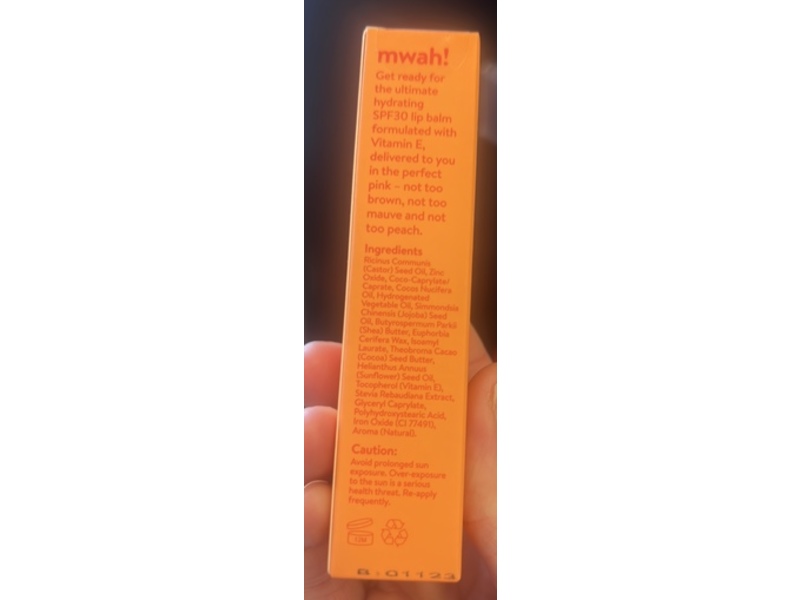 mwah!
Get ready for
the ultimate
hydrating
SPF30 lip balm
formulated with
Vitamin E,
delivered to you
in the perfect
pink – not too
brown, not too
mauve and not
too peach.
Ingredients
Ricinus Communis
(Castor) Seed Oil, Zinc
Oxide, Coco-Caprylate/
Caprate, Cocos Nucifera
Oil, Hydrogenated
Vegetable Oil, Simmondsia
Chinensis (Jojoba) Seed
Oil, Butyrospermum Parkii
(Shea) Butter, Euphorbia
Cerifera Wax, Isoamyl
Laurate, Theobroma Cacao
(Cocoa) Seed Butter,
Helianthus Annuus
(Sunflower) Seed Oil,
Tocopherol (Vitamin E),
Stevia Rebaudiana Extract,
Glyceryl Caprylate,
Polyhydroxystearic Acid,
Iron Oxide (CI 77491),
Aroma (Natural).
Caution:
Avoid prolonged sun
exposure. Over-exposure
to the sun is a serious
health threat. Re-apply
frequently.
12M
B:01123